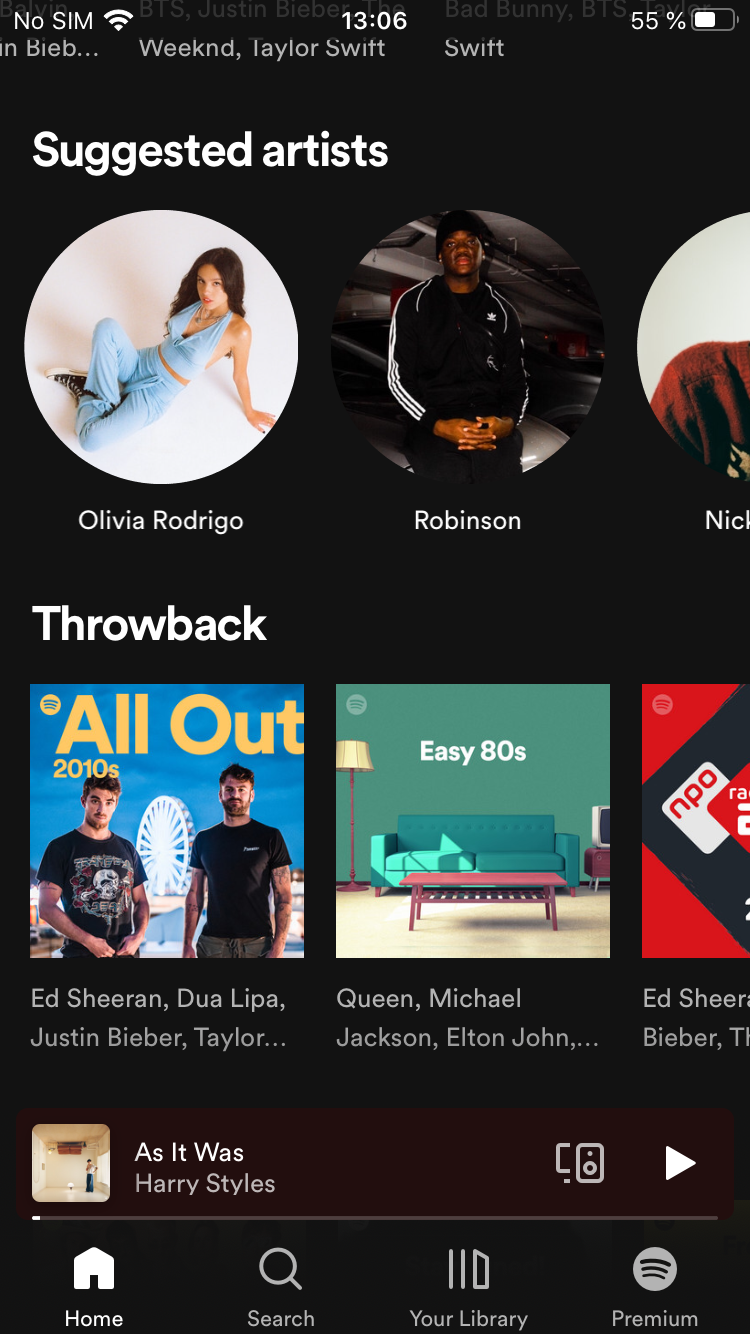 No SIM 13:06 55 %
BTS, Justin Bieber, The Bad Bunny, BTS, Taylor
in Bieb... Weeknd, Taylor Swift Swift
Suggested artists
Olivia Rodrigo Robinson Nick
Throwback
All Out
2010s
Easy 80s
npo
Ed Sheeran, Dua Lipa, Queen, Michael Ed Sheera
Justin Bieber, Taylor... Jackson, Elton John,... Bieber, Th
As It Was
Harry Styles
Home Search Your Library Premium